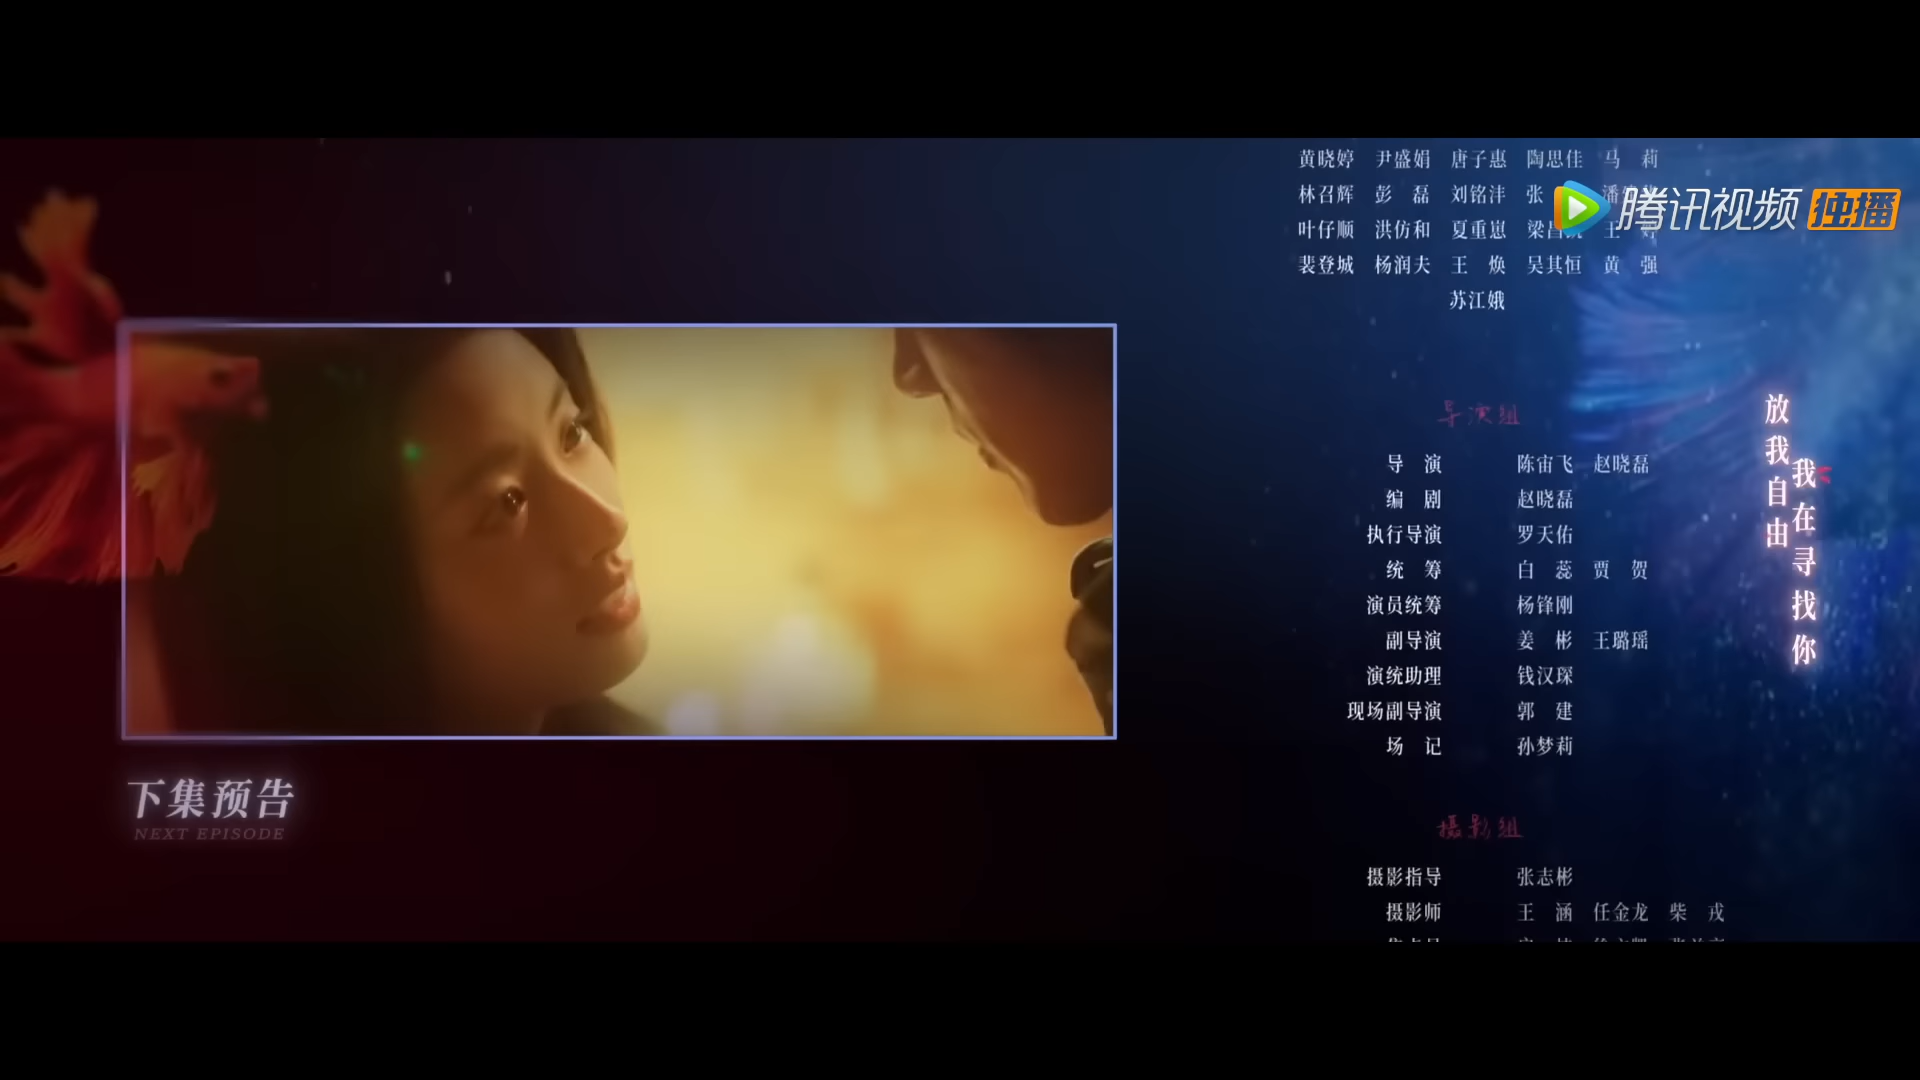 黄晓婷 尹盛娟 唐子惠 陶思佳 马 莉
林召辉 彭 磊 刘铭沣 张
腾讯视频 独播
叶仔顺 洪仿和 夏重崽 梁昌 王 婷
裴登城 杨润夫 王 焕 吴其恒 黄 强
苏江娥
导演组
导 演 陈宙飞 赵晓磊
编 剧 赵晓磊
执行导演 罗天佑
统 筹 白 蕊 贾 贺
演员统筹 杨锋刚
副导演 姜 彬 王璐瑶
演统助理 钱汉琛
现场副导演 郭 建
场 记 孙梦莉
摄影组
摄影指导 张志彬
摄影师 王 涵 任金龙 柴 戎
我在寻找你
放我自由
下集预告
NEXT EPISODE